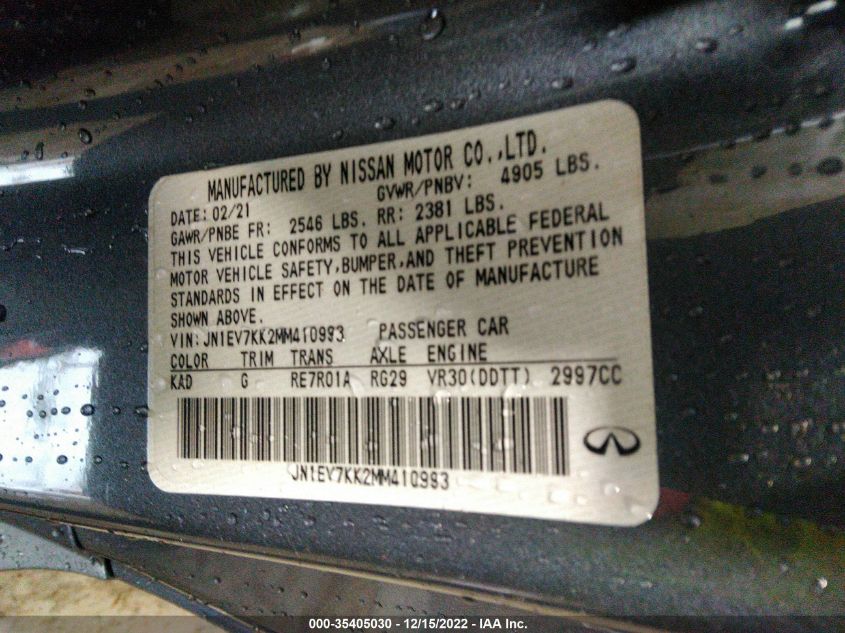 MANUFACTURED BY NISSAN MOTOR CO.,LTD.
DATE: 02/21 GVWR/PNBV: 4905 LBS.
GAWR/PNBE FR: 2546 LBS. RR: 2381 LBS.
THIS VEHICLE CONFORMS TO ALL APPLICABLE FEDERAL
MOTOR VEHICLE SAFETY,BUMPER,AND THEFT PREVENTION
STANDARDS IN EFFECT ON THE DATE OF MANUFACTURE
SHOWN ABOVE.
VIN: JN1EV7KK2MM410993 PASSENGER CAR
COLOR TRIM TRANS AXLE ENGINE
KAD G RE7R01A RG29 VR30(DDTT) 2997CC
JN1EV7KK2MM410993
000-35405030 - 12/15/2022 - IAA Inc.